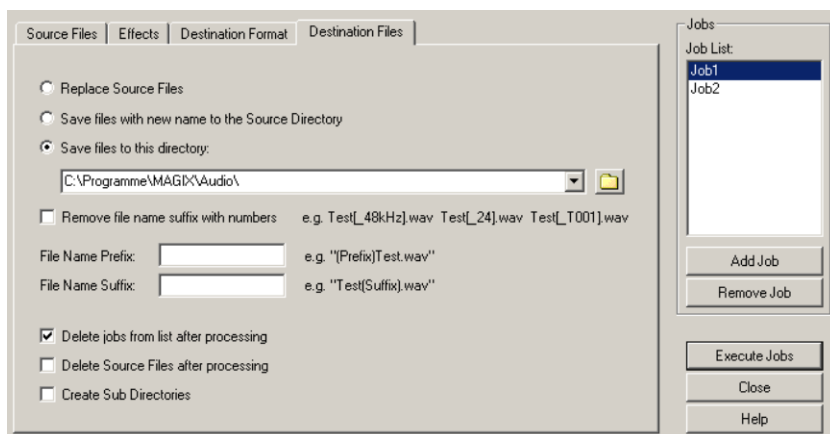 Source Files
Effects
Destination Format
Destination Files
Replace Source Files
Save files with new name to the Source Directory
Save files to this directory:
C:\Programme\MAGIX\Audio\
Remove file name suffix with numbers e.g. Test[_48kHz].wav Test[_24].wav Test[_T001].wav
File Name Prefix: e.g. "(Prefix)Test.wav"
File Name Suffix: e.g. "Test(Suffix).wav"
Delete jobs from list after processing
Delete Source Files after processing
Create Sub Directories
Jobs
Job List:
Job1
Job2
Add Job
Remove Job
Execute Jobs
Close
Help